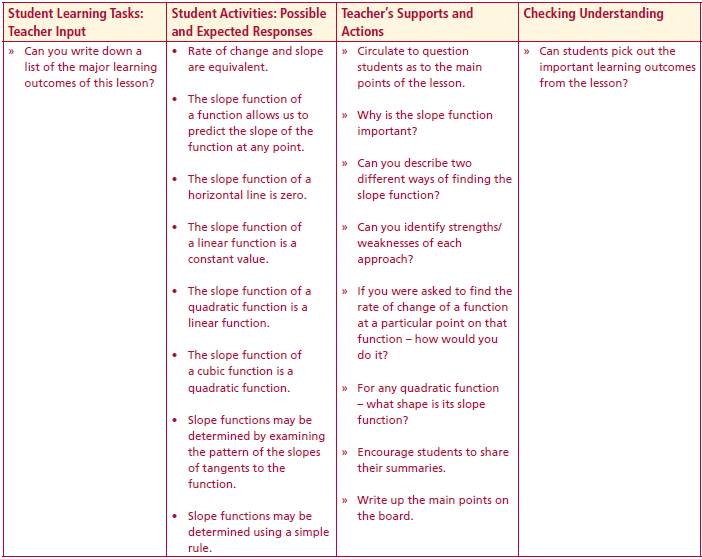 Student Learning Tasks:
Teacher Input
Student Activities: Possible
and Expected Responses
Teacher's Supports and
Actions
Checking Understanding
» Can you write down a
list of the major learning
outcomes of this lesson?
• Rate of change and slope
are equivalent.
• The slope function of
a function allows us to
predict the slope of the
function at any point.
• The slope function of a
horizontal line is zero.
• The slope function of
a linear function is a
constant value.
• The slope function of a
quadratic function is a
linear function.
• The slope function of
a cubic function is a
quadratic function.
• Slope functions may be
determined by examining
the pattern of the slopes
of tangents to the
function.
• Slope functions may be
determined using a simple
rule.
» Circulate to question
students as to the main
points of the lesson.
» Why is the slope function
important?
» Can you describe two
different ways of finding the
slope function?
» Can you identify strengths/
weaknesses of each
approach?
» If you were asked to find the
rate of change of a function
at a particular point on that
function – how would you
do it?
» For any quadratic function
– what shape is its slope
function?
» Encourage students to share
their summaries.
» Write up the main points on
the board.
» Can students pick out the
important learning outcomes
from the lesson?